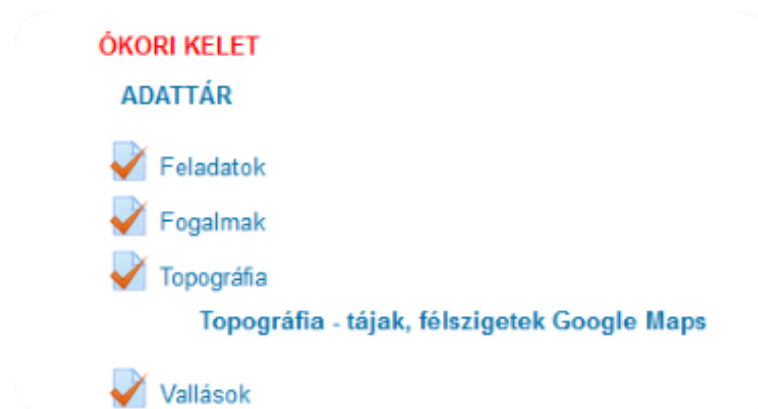 ÓKORI KELET
ADATTÁR
Feladatok
Fogalmak
Topográfia
Topográfia - tájak, félszigetek Google Maps
Vallások